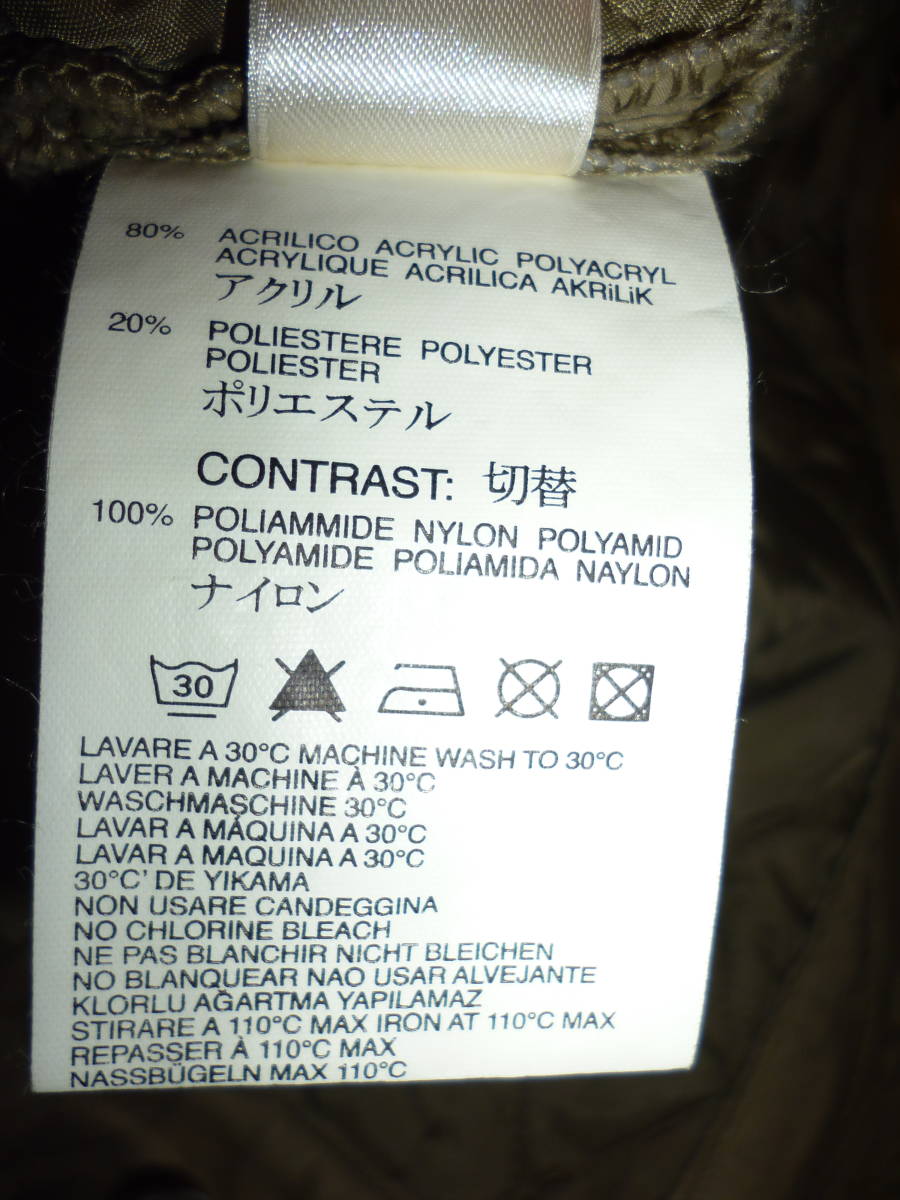 80% ACRILICO ACRYLIC POLYACRYL
ACRYLIQUE ACRILICA AKRiLiK
アクリル
20% POLIESTERE POLYESTER
POLIESTER
ポリエステル
CONTRAST: 切替
100% POLIAMMIDE NYLON POLYAMID
POLYAMIDE POLIAMIDA NAYLON
ナイロン
30
LAVARE A 30°C MACHINE WASH TO 30°C
LAVER A MACHINE À 30°C
WASCHMASCHINE 30°C
LAVAR A MÁQUINA A 30°C
LAVAR A MAQUINA A 30°C
30°C' DE YIKAMA
NON USARE CANDEGGINA
NO CHLORINE BLEACH
NE PAS BLANCHIR NICHT BLEICHEN
NO BLANQUEAR NAO USAR ALVEJANTE
KLORLU AĞARTMA YAPILAMAZ
STIRARE A 110°C MAX IRON AT 110°C MAX
REPASSER À 110°C MAX
NASSBÜGELN MAX 110°C